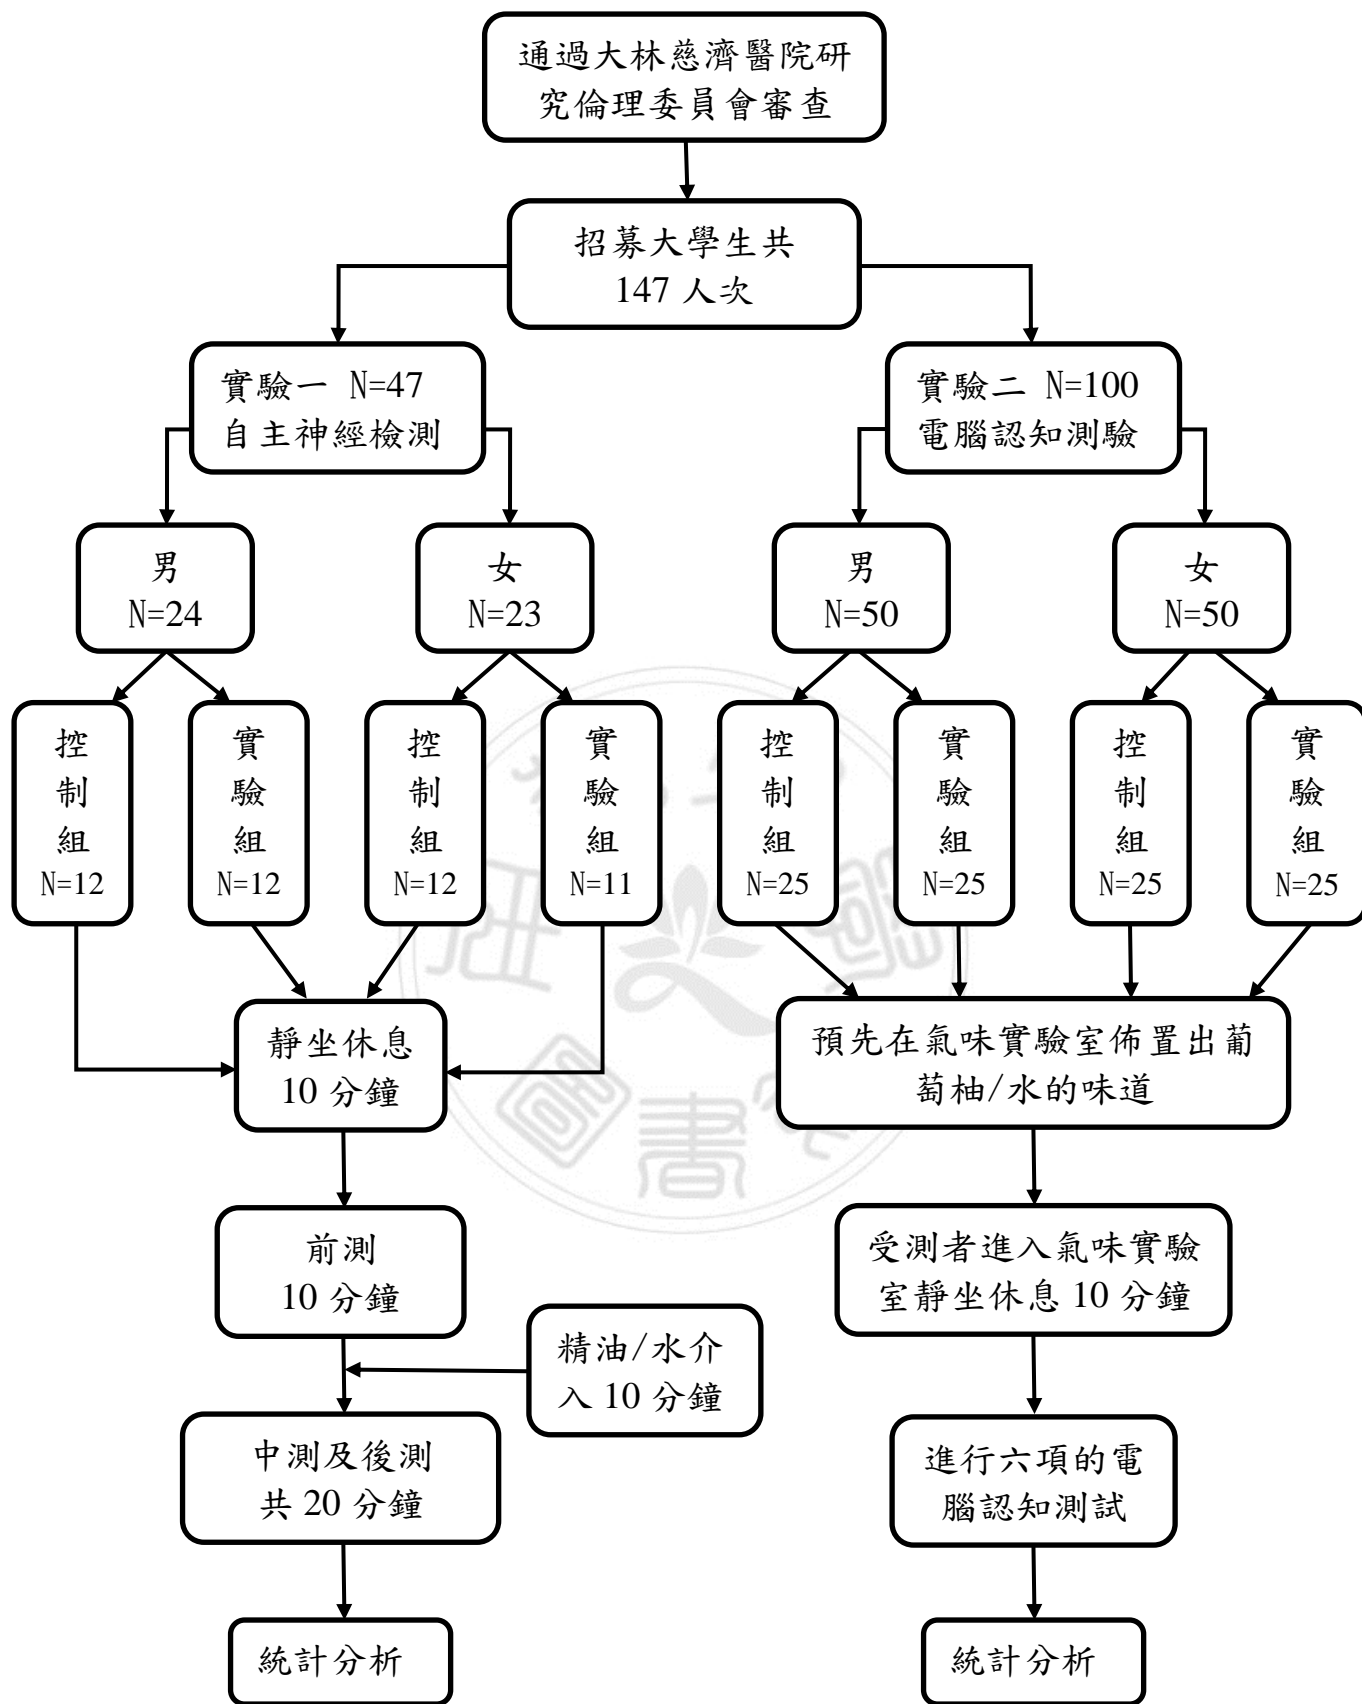 通過大林慈濟醫院研
究倫理委員會審查
招募大學生共
147 人次
實驗一 N=47
自主神經檢測
實驗二 N=100
電腦認知測驗
男
N=24
女
N=23
男
N=50
女
N=50
控
制
組
N=12
實
驗
組
N=12
控
制
組
N=12
實
驗
組
N=11
控
制
組
N=25
實
驗
組
N=25
控
制
組
N=25
實
驗
組
N=25
靜坐休息
10 分鐘
預先在氣味實驗室佈置出葡
萄柚/水的味道
前測
10 分鐘
受測者進入氣味實驗
室靜坐休息 10 分鐘
精油/水介
入 10 分鐘
中測及後測
共 20 分鐘
進行六項的電
腦認知測試
統計分析
統計分析